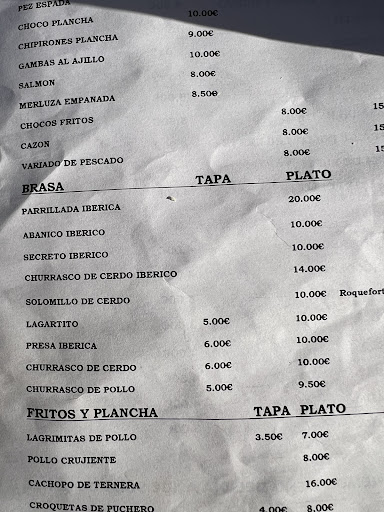 PEZ ESPADA
CHOCO PLANCHA 10.00€
CHIPIRONES PLANCHA 9.00€
GAMBAS AL AJILLO 10.00€
SALMON 8.00€
MERLUZA EMPANADA 8.50€
CHOCOS FRITOS 8.00€ 15
CAZON 8.00€ 15
VARIADO DE PESCADO 8.00€ 15
BRASA TAPA PLATO
PARRILLADA IBERICA 20.00€
ABANICO IBERICO 10.00€
SECRETO IBERICO 10.00€
CHURRASCO DE CERDO IBERICO 14.00€
SOLOMILLO DE CERDO 10.00€ Roquefort
LAGARTITO 5.00€ 10.00€
PRESA IBERICA 6.00€ 10.00€
CHURRASCO DE CERDO 6.00€ 10.00€
CHURRASCO DE POLLO 5.00€ 9.50€
FRITOS Y PLANCHA TAPA PLATO
LAGRIMITAS DE POLLO 3.50€ 7.00€
POLLO CRUJIENTE 8.00€
CACHOPO DE TERNERA 16.00€
CROQUETAS DE PUCHERO 4.00€ 8.00€